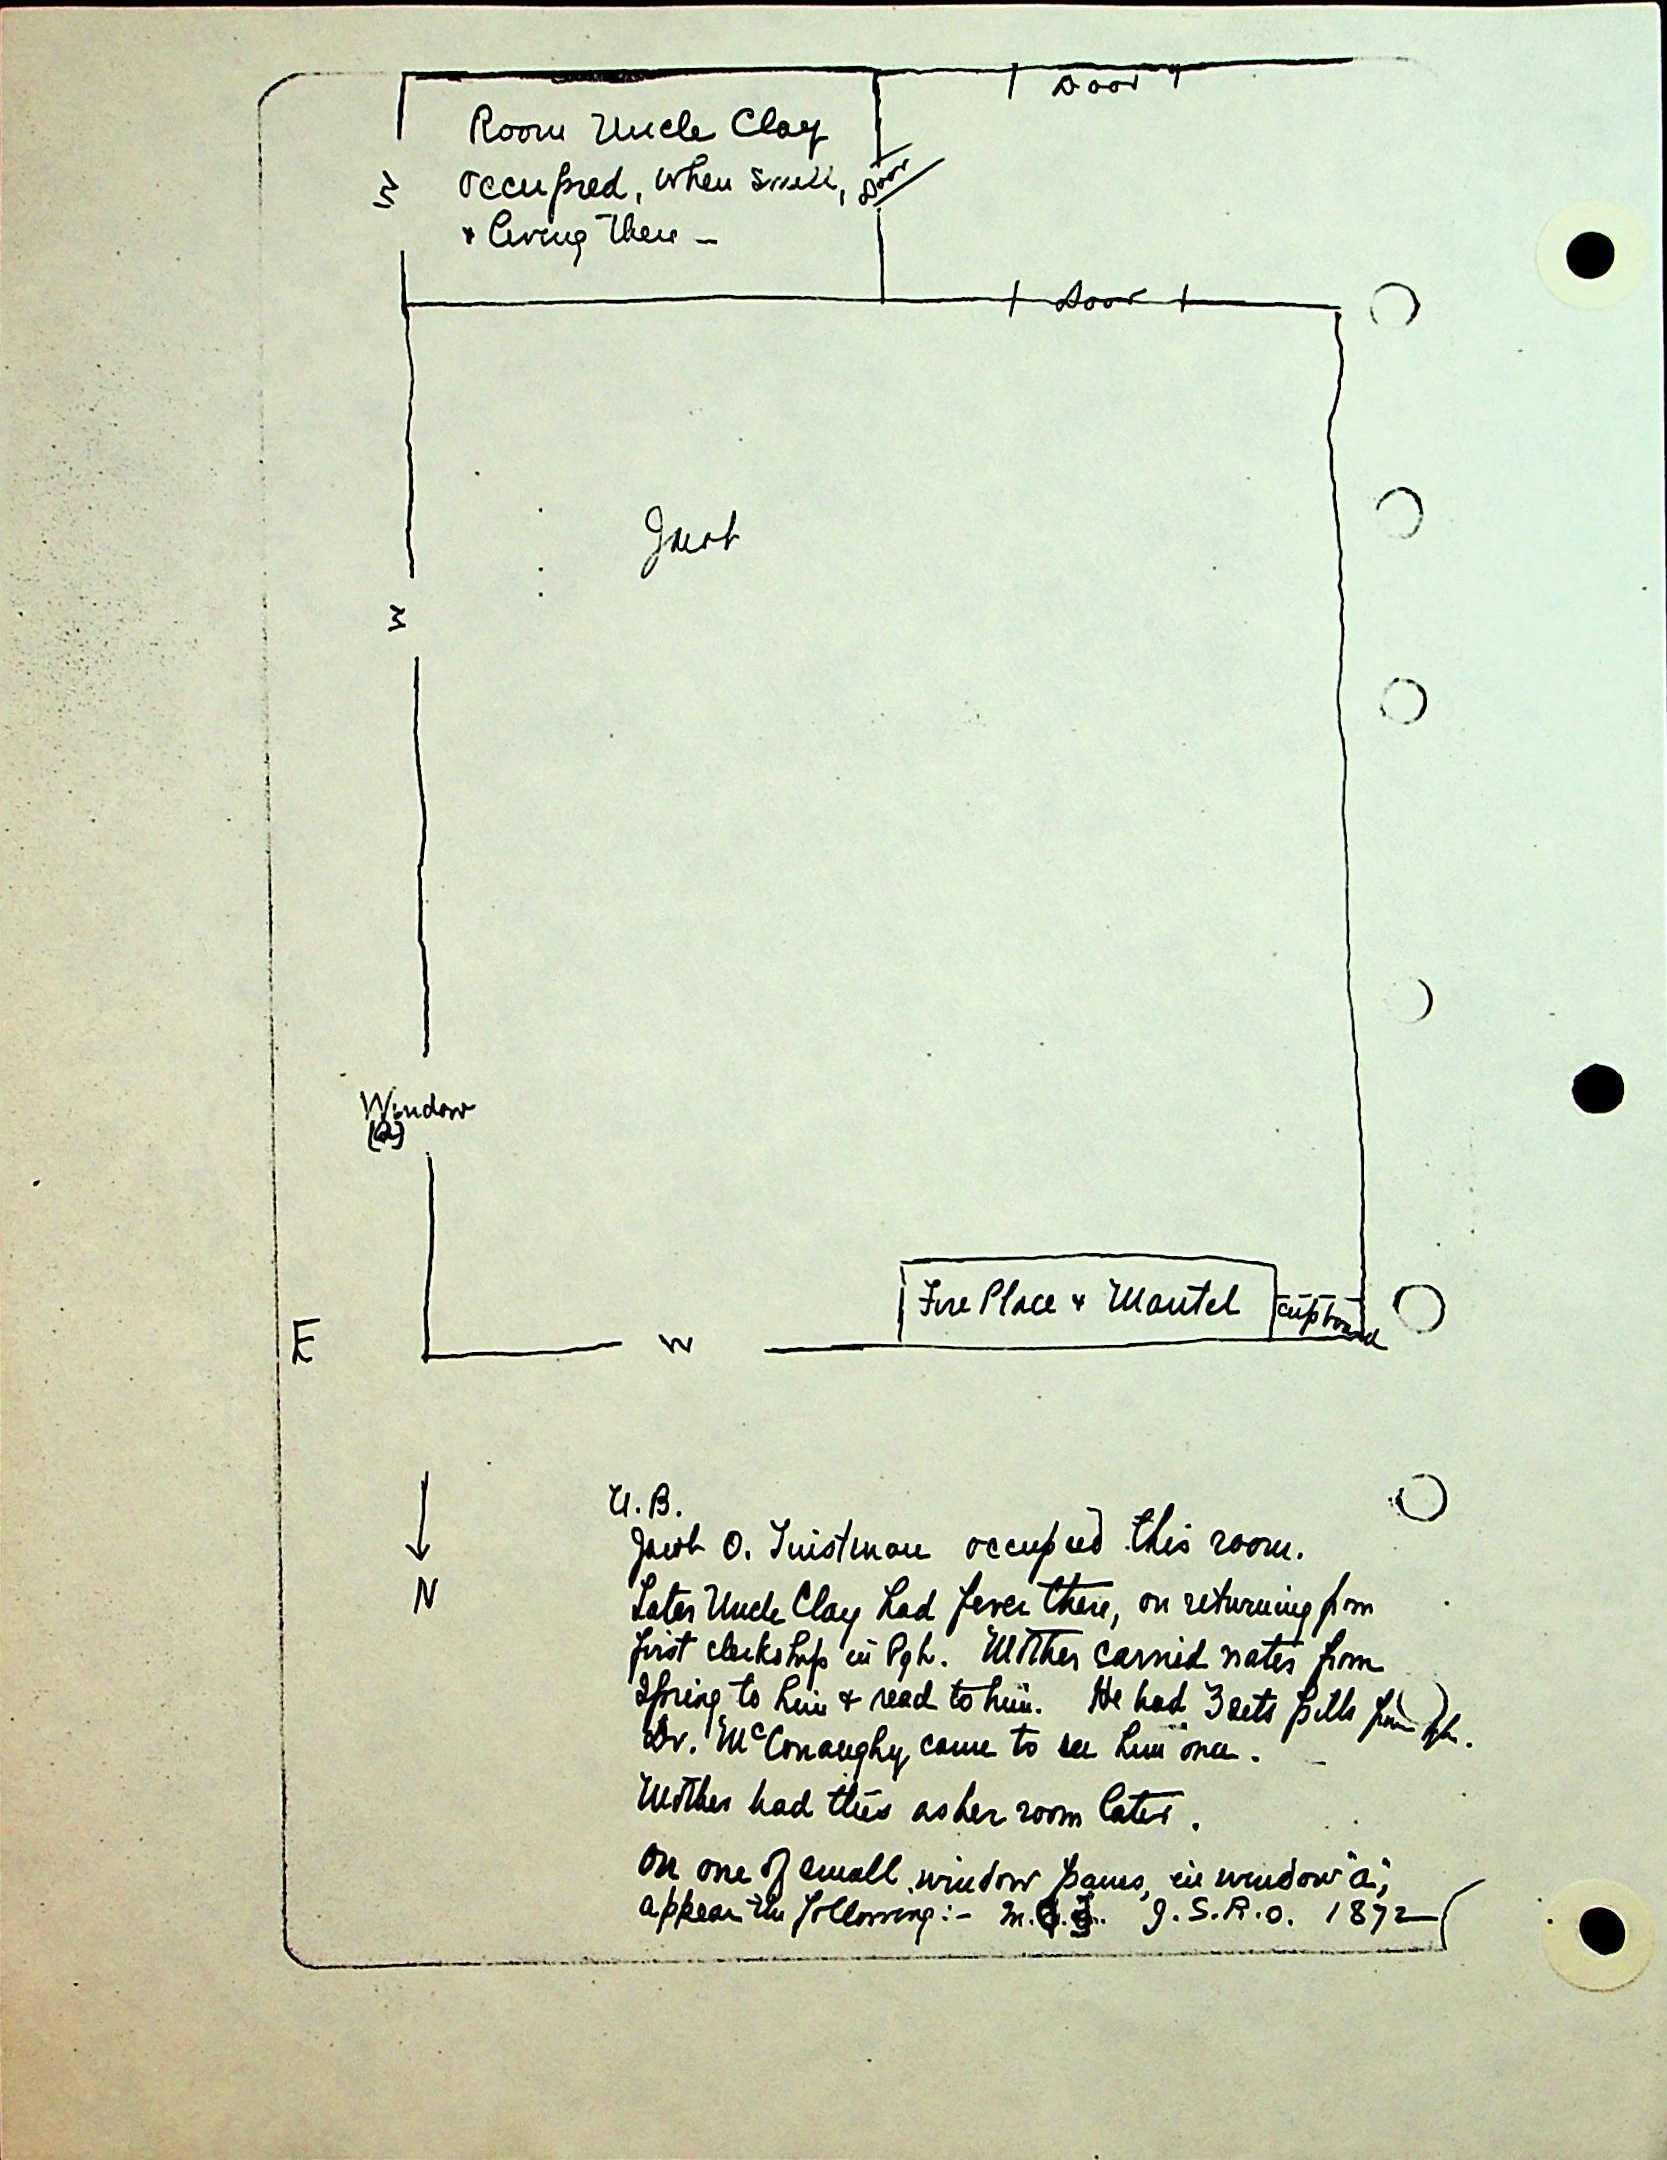 Door
Room Uncle Clay
occupied, when small, Door
& living there –
W
Door
Jacob
W
Window
(a)
Fire Place & Mantel
cupboard
E
W
N
N.B.
Jacob O. occupied this room.
Later Uncle Clay had fever there, on returning from
first clerkship in Pgh. Mother carried water from
Spring to him & read to him. He had 3 sets pills from Pgh.
Dr. McConaughy came to see him once.
Mother had this as her room later.
On one of small window panes, in window "a",
appear the following:- M. J.S.R.O. 1872